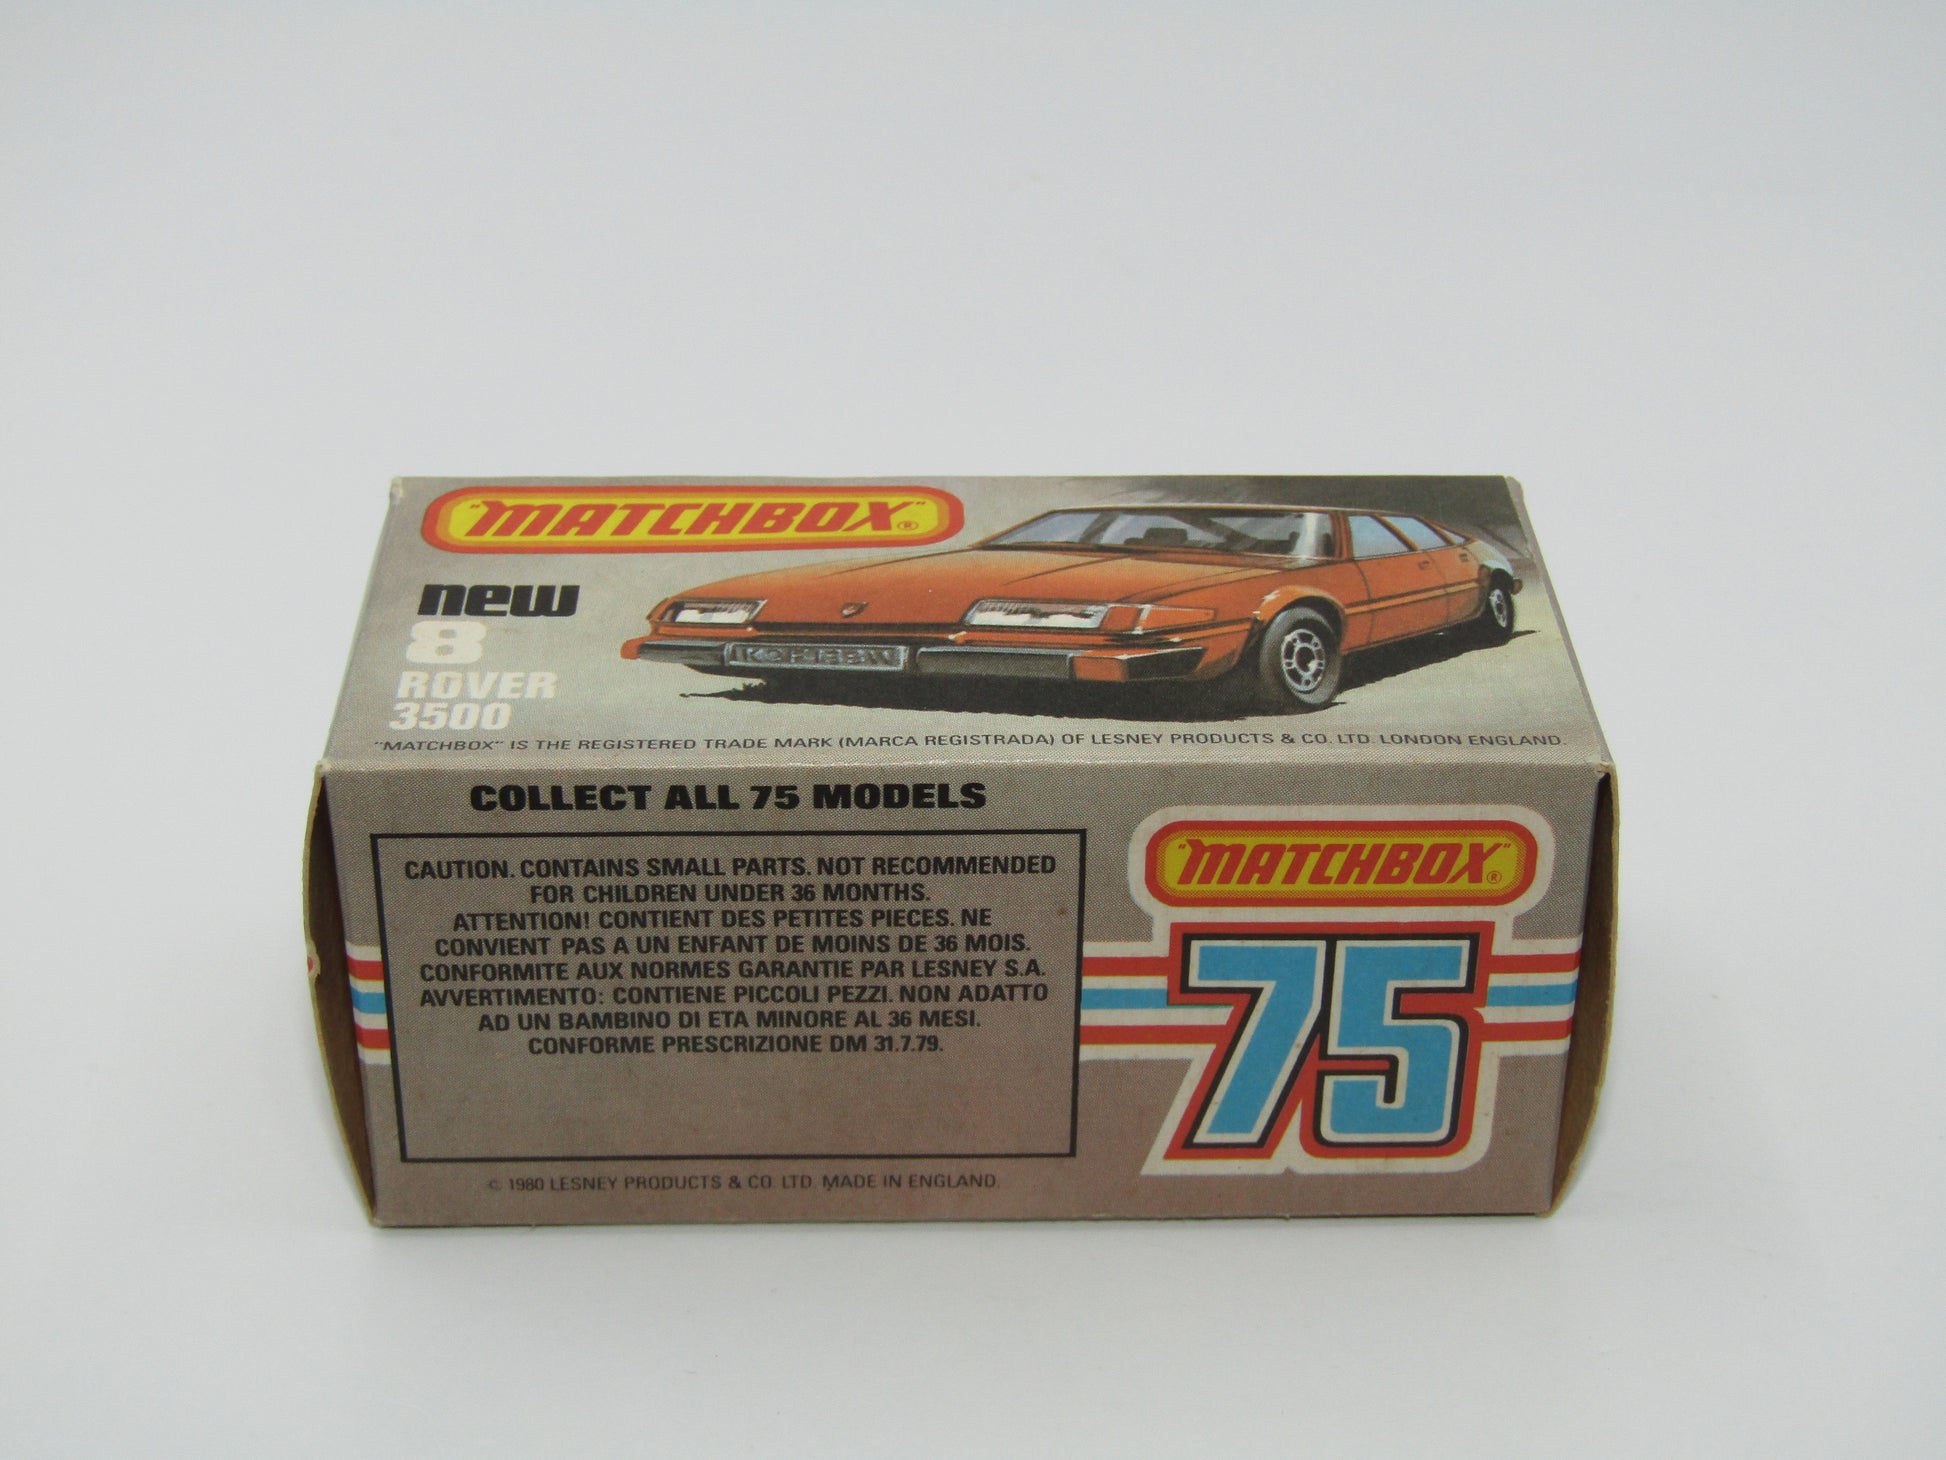 "MATCHBOX"®
new
8
ROVER
3500
"MATCHBOX" IS THE REGISTERED TRADE MARK (MARCA REGISTRADA) OF LESNEY PRODUCTS & CO. LTD. LONDON ENGLAND.
COLLECT ALL 75 MODELS
CAUTION. CONTAINS SMALL PARTS. NOT RECOMMENDED
FOR CHILDREN UNDER 36 MONTHS.
ATTENTION! CONTIENT DES PETITES PIECES. NE
CONVIENT PAS A UN ENFANT DE MOINS DE 36 MOIS.
CONFORMITE AUX NORMES GARANTIE PAR LESNEY S.A.
AVVERTIMENTO: CONTIENE PICCOLI PEZZI. NON ADATTO
AD UN BAMBINO DI ETA MINORE AL 36 MESI.
CONFORME PRESCRIZIONE DM 31.7.79.
© 1980 LESNEY PRODUCTS & CO. LTD. MADE IN ENGLAND.
"MATCHBOX"®
75